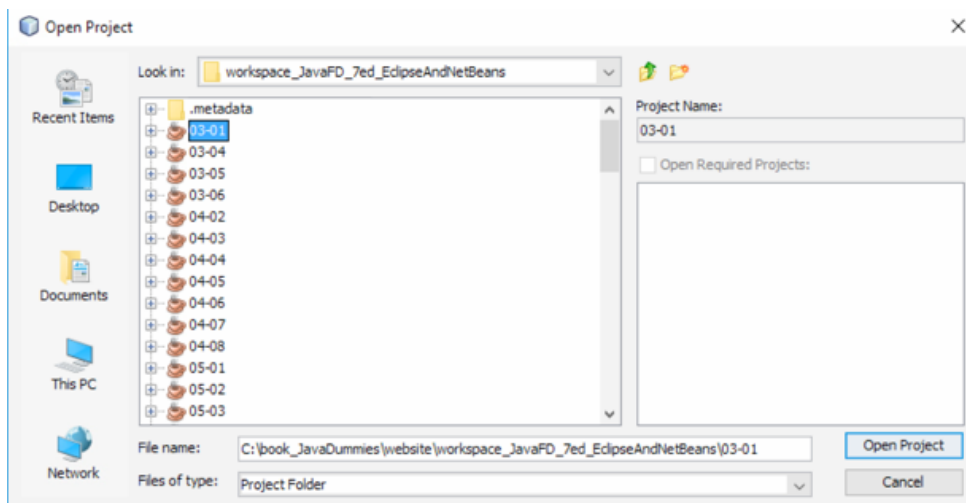 Open Project
Look in:
workspace_JavaFD_7ed_EclipseAndNetBeans
Recent Items
Desktop
Documents
This PC
Network
.metadata
03-01
03-04
03-05
03-06
04-02
04-03
04-04
04-05
04-06
04-07
04-08
05-01
05-02
05-03
Project Name:
03-01
Open Required Projects:
File name:
C:\book_JavaDummies\website\workspace_JavaFD_7ed_EclipseAndNetBeans\03-01
Open Project
Files of type:
Project Folder
Cancel